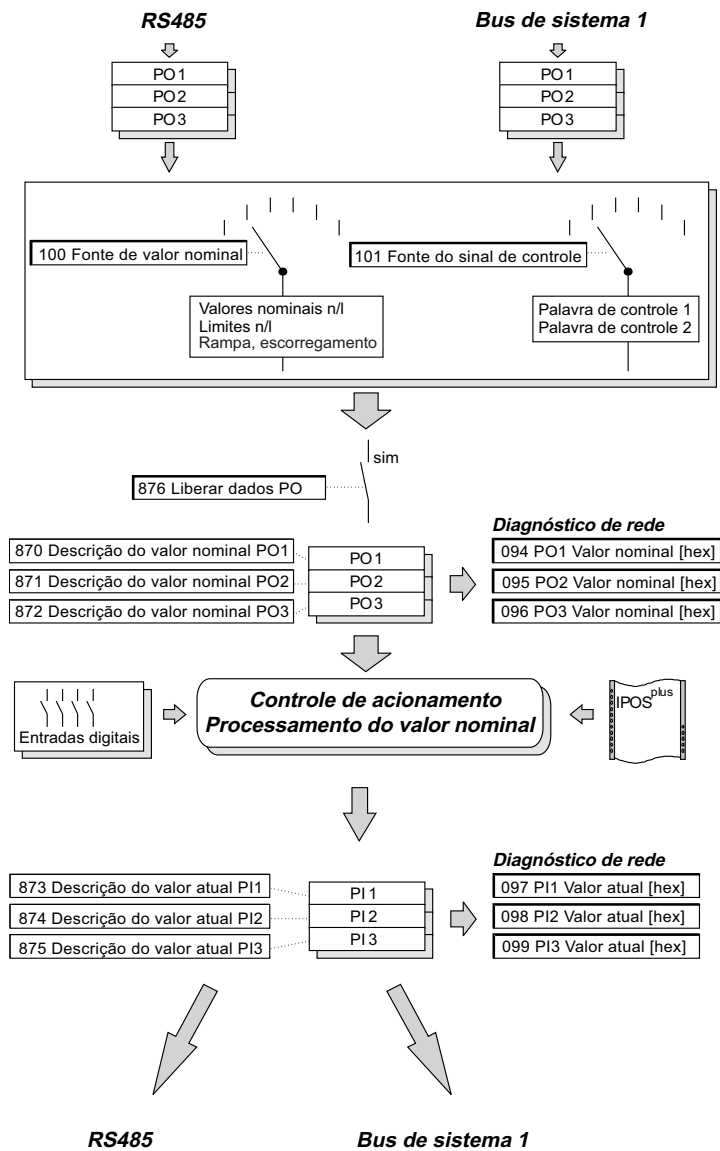 RS485
Bus de sistema 1
PO1
PO2
PO3
PO1
PO2
PO3
100 Fonte de valor nominal
101 Fonte do sinal de controle
Valores nominais n/I
Limites n/I
Rampa, escorregamento
Palavra de controle 1
Palavra de controle 2
sim
876 Liberar dados PO
Diagnóstico de rede
870 Descrição do valor nominal PO1
871 Descrição do valor nominal PO2
872 Descrição do valor nominal PO3
PO1
PO2
PO3
094 PO1 Valor nominal [hex]
095 PO2 Valor nominal [hex]
096 PO3 Valor nominal [hex]
Entradas digitais
Controle de acionamento
Processamento do valor nominal
IPOSplus
Diagnóstico de rede
873 Descrição do valor atual PI1
874 Descrição do valor atual PI2
875 Descrição do valor atual PI3
PI1
PI2
PI3
097 PI1 Valor atual [hex]
098 PI2 Valor atual [hex]
099 PI3 Valor atual [hex]
RS485
Bus de sistema 1